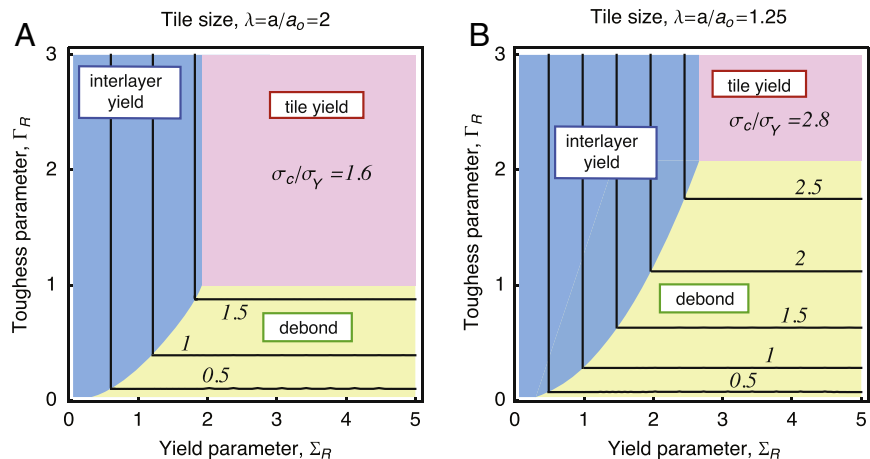 Tile size, λ=a/aₒ=2
A
Toughess parameter, Γ_R
3
2
1
0
interlayer
yield
tile yield
σ_c/σ_Y=1.6
1.5
debond
1
0.5
0 1 2 3 4 5
Yield parameter, Σ_R
Tile size, λ=a/aₒ=1.25
B
Toughess parameter, Γ_R
3
2
1
0
tile yield
σ_c/σ_Y=2.8
interlayer
yield
2.5
2
debond
1.5
1
0.5
0 1 2 3 4 5
Yield parameter, Σ_R